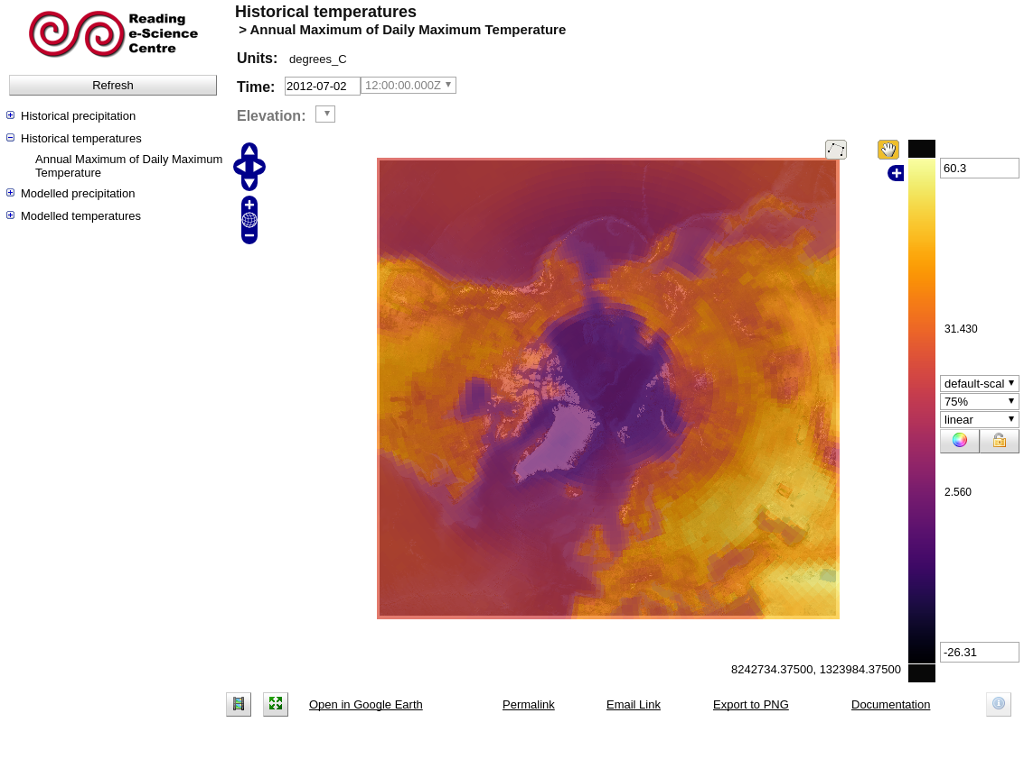 Reading
e-Science
Centre
Refresh
Historical precipitation
Historical temperatures
Annual Maximum of Daily Maximum
Temperature
Modelled precipitation
Modelled temperatures
Historical temperatures
> Annual Maximum of Daily Maximum Temperature
Units: degrees_C
Time: 2012-07-02 12:00:00.000Z
Elevation:
60.3
31.430
default-scal
75%
linear
2.560
-26.31
8242734.37500, 1323984.37500
Open in Google Earth
Permalink
Email Link
Export to PNG
Documentation